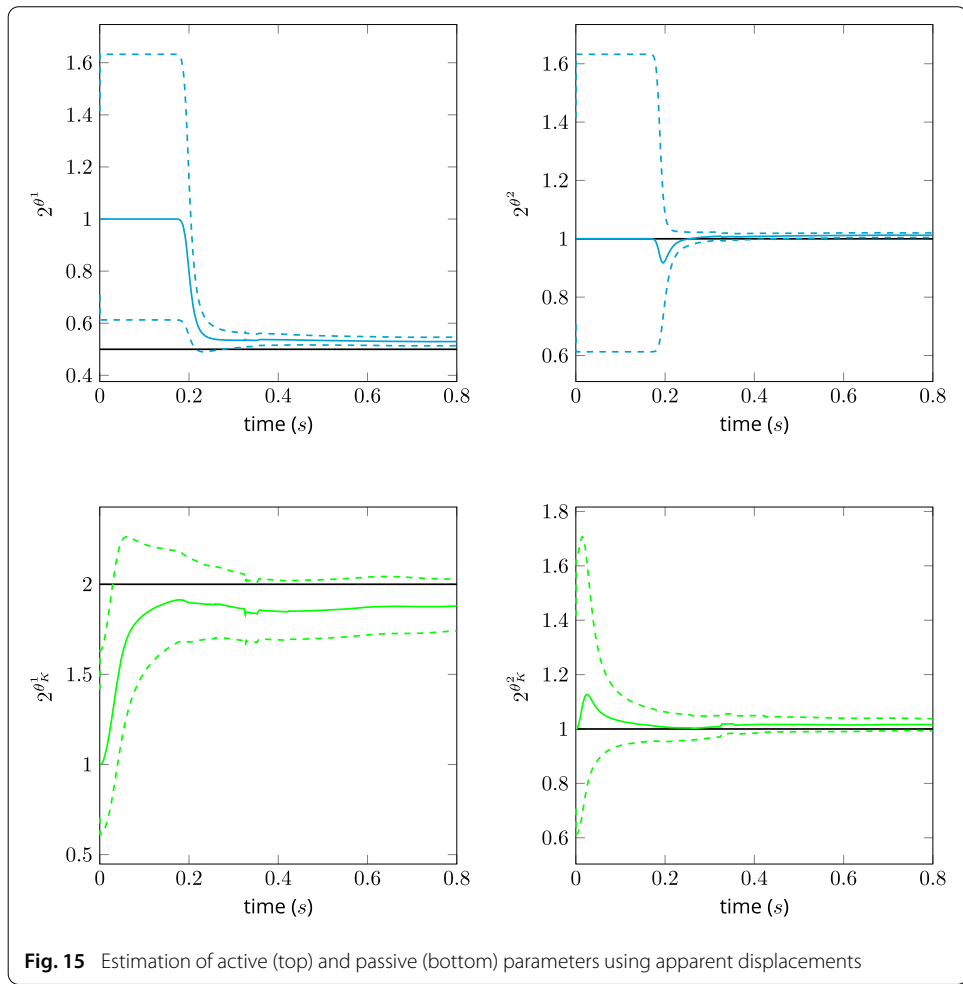 1.6
1.4
1.2
1
0.8
0.6
0.4
2^{θ^1}
0 0.2 0.4 0.6 0.8
time (s)
1.6
1.4
1.2
1
0.8
0.6
2^{θ^2}
0 0.2 0.4 0.6 0.8
time (s)
2
1.5
1
0.5
2^{θ_K^1}
0 0.2 0.4 0.6 0.8
time (s)
1.8
1.6
1.4
1.2
1
0.8
0.6
2^{θ_K^2}
0 0.2 0.4 0.6 0.8
time (s)
Fig. 15 Estimation of active (top) and passive (bottom) parameters using apparent displacements